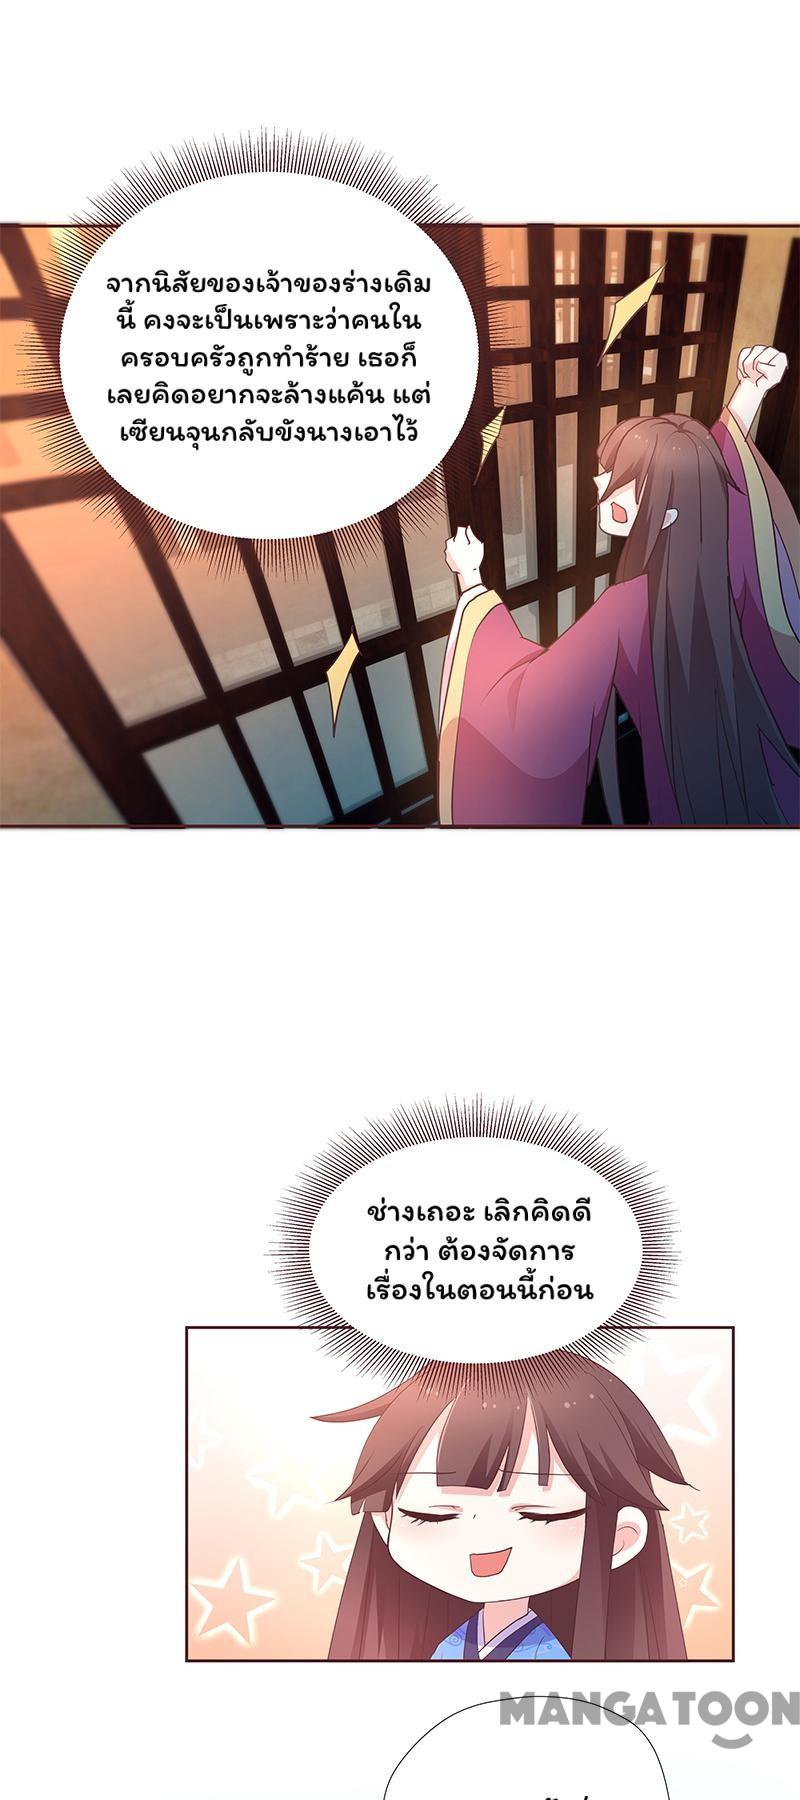 จากนิสัยของเจ้าของร่างเดิม
นี้ คงจะเป็นเพราะว่าคนใน
ครอบครัวถูกทำร้าย เธอก็
เลยคิดอยากจะล้างแค้น แต่
เซียนจุนกลับขังนางเอาไว้
ช่างเถอะ เลิกคิดดี
กว่า ต้องจัดการ
เรื่องในตอนนี้ก่อน
MANGATOON